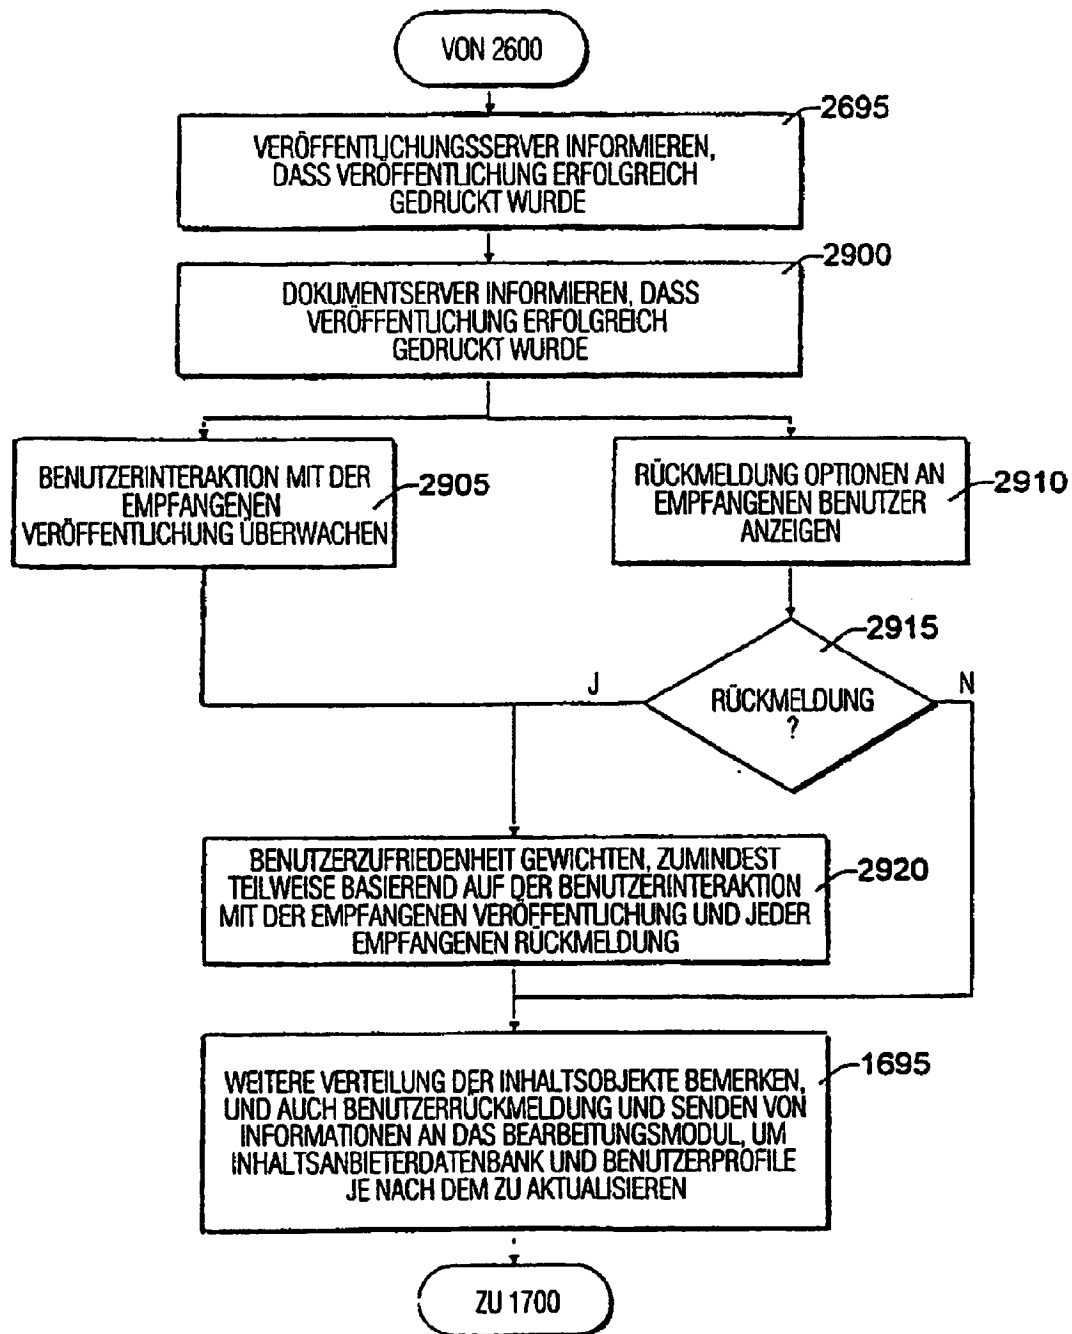 VON 2600
2695
VERÖFFENTLICHUNGSSERVER INFORMIEREN,
DASS VERÖFFENTLICHUNG ERFOLGREICH
GEDRUCKT WURDE
2900
DOKUMENTSERVER INFORMIEREN, DASS
VERÖFFENTLICHUNG ERFOLGREICH
GEDRUCKT WURDE
BENUTZERINTERAKTION MIT DER
EMPFANGENEN
VERÖFFENTLICHUNG ÜBERWACHEN
2905
RÜCKMELDUNG OPTIONEN AN
EMPFANGENEN BENUTZER
ANZEIGEN
2910
2915
J
RÜCKMELDUNG
?
N
BENUTZERZUFRIEDENHEIT GEWICHTEN, ZUMINDEST
TEILWEISE BASIEREND AUF DER BENUTZERINTERAKTION
MIT DER EMPFANGENEN VERÖFFENTLICHUNG UND JEDER
EMPFANGENEN RÜCKMELDUNG
2920
1695
WEITERE VERTEILUNG DER INHALTSOBJEKTE BEMERKEN,
UND AUCH BENUTZERRÜCKMELDUNG UND SENDEN VON
INFORMATIONEN AN DAS BEARBEITUNGSMODUL, UM
INHALTSANBIETERDATENBANK UND BENUTZERPROFILE
JE NACH DEM ZU AKTUALISIEREN
ZU 1700